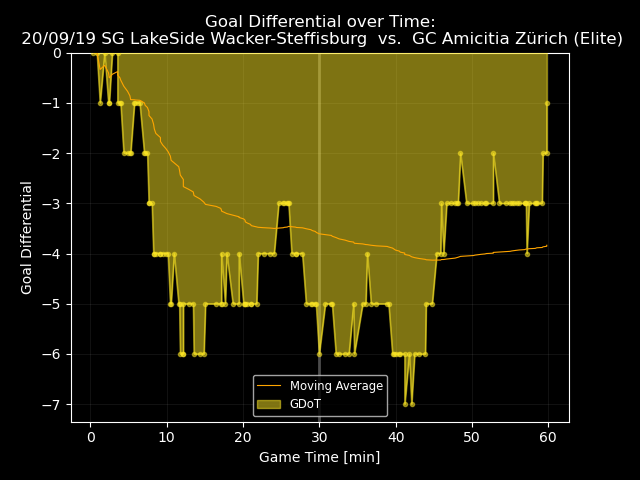 Goal Differential over Time:
20/09/19 SG LakeSide Wacker-Steffisburg  vs.  GC Amicitia Zürich (Elite)
0
−1
−2
−3
−4
−5
−6
−7
Goal Differential
Moving Average
GDoT
0 10 20 30 40 50 60
Game Time [min]